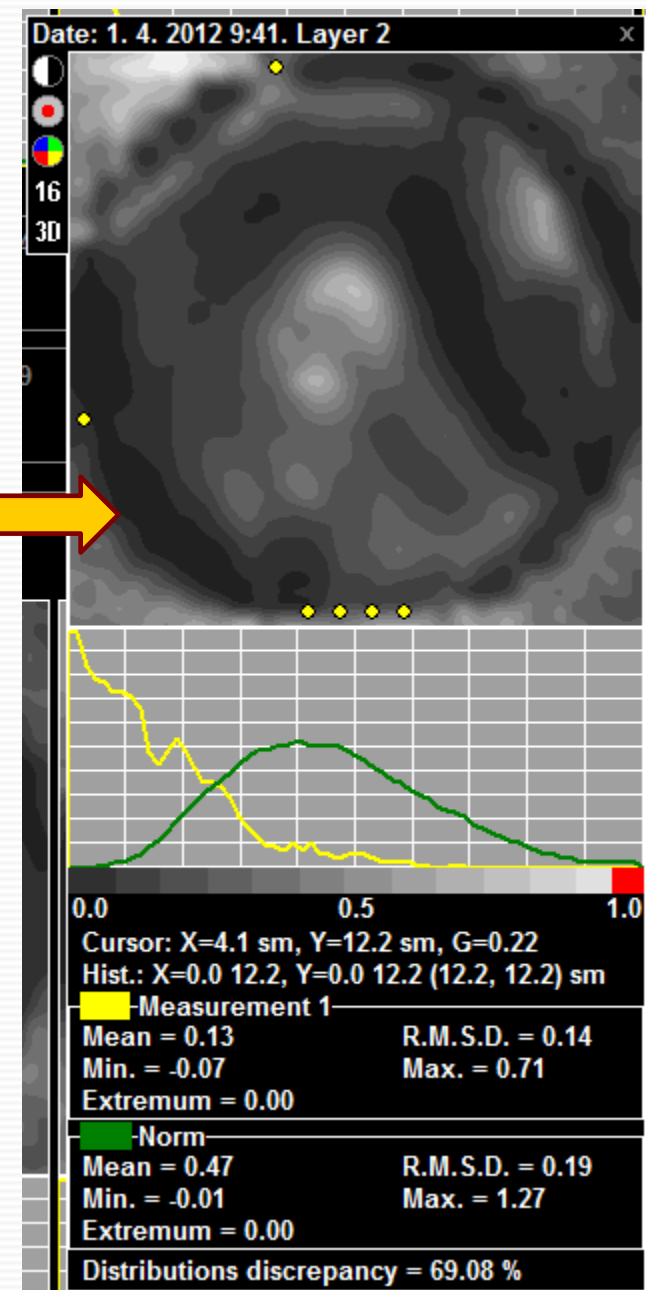 Date: 1. 4. 2012 9:41. Layer 2 x
16
3D
9
0.0 0.5 1.0
Cursor: X=4.1 sm, Y=12.2 sm, G=0.22
Hist.: X=0.0 12.2, Y=0.0 12.2 (12.2, 12.2) sm
Measurement 1
Mean = 0.13 R.M.S.D. = 0.14
Min. = -0.07 Max. = 0.71
Extremum = 0.00
Norm
Mean = 0.47 R.M.S.D. = 0.19
Min. = -0.01 Max. = 1.27
Extremum = 0.00
Distributions discrepancy = 69.08 %